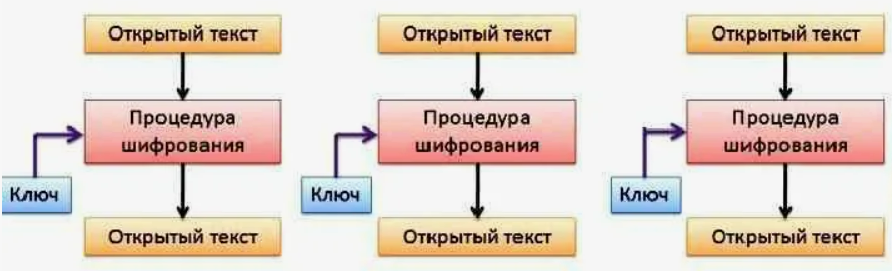 Открытый текст Открытый текст Открытый текст
Процедура Процедура Процедура
шифрования шифрования шифрования
Ключ Ключ Ключ
Открытый текст Открытый текст Открытый текст